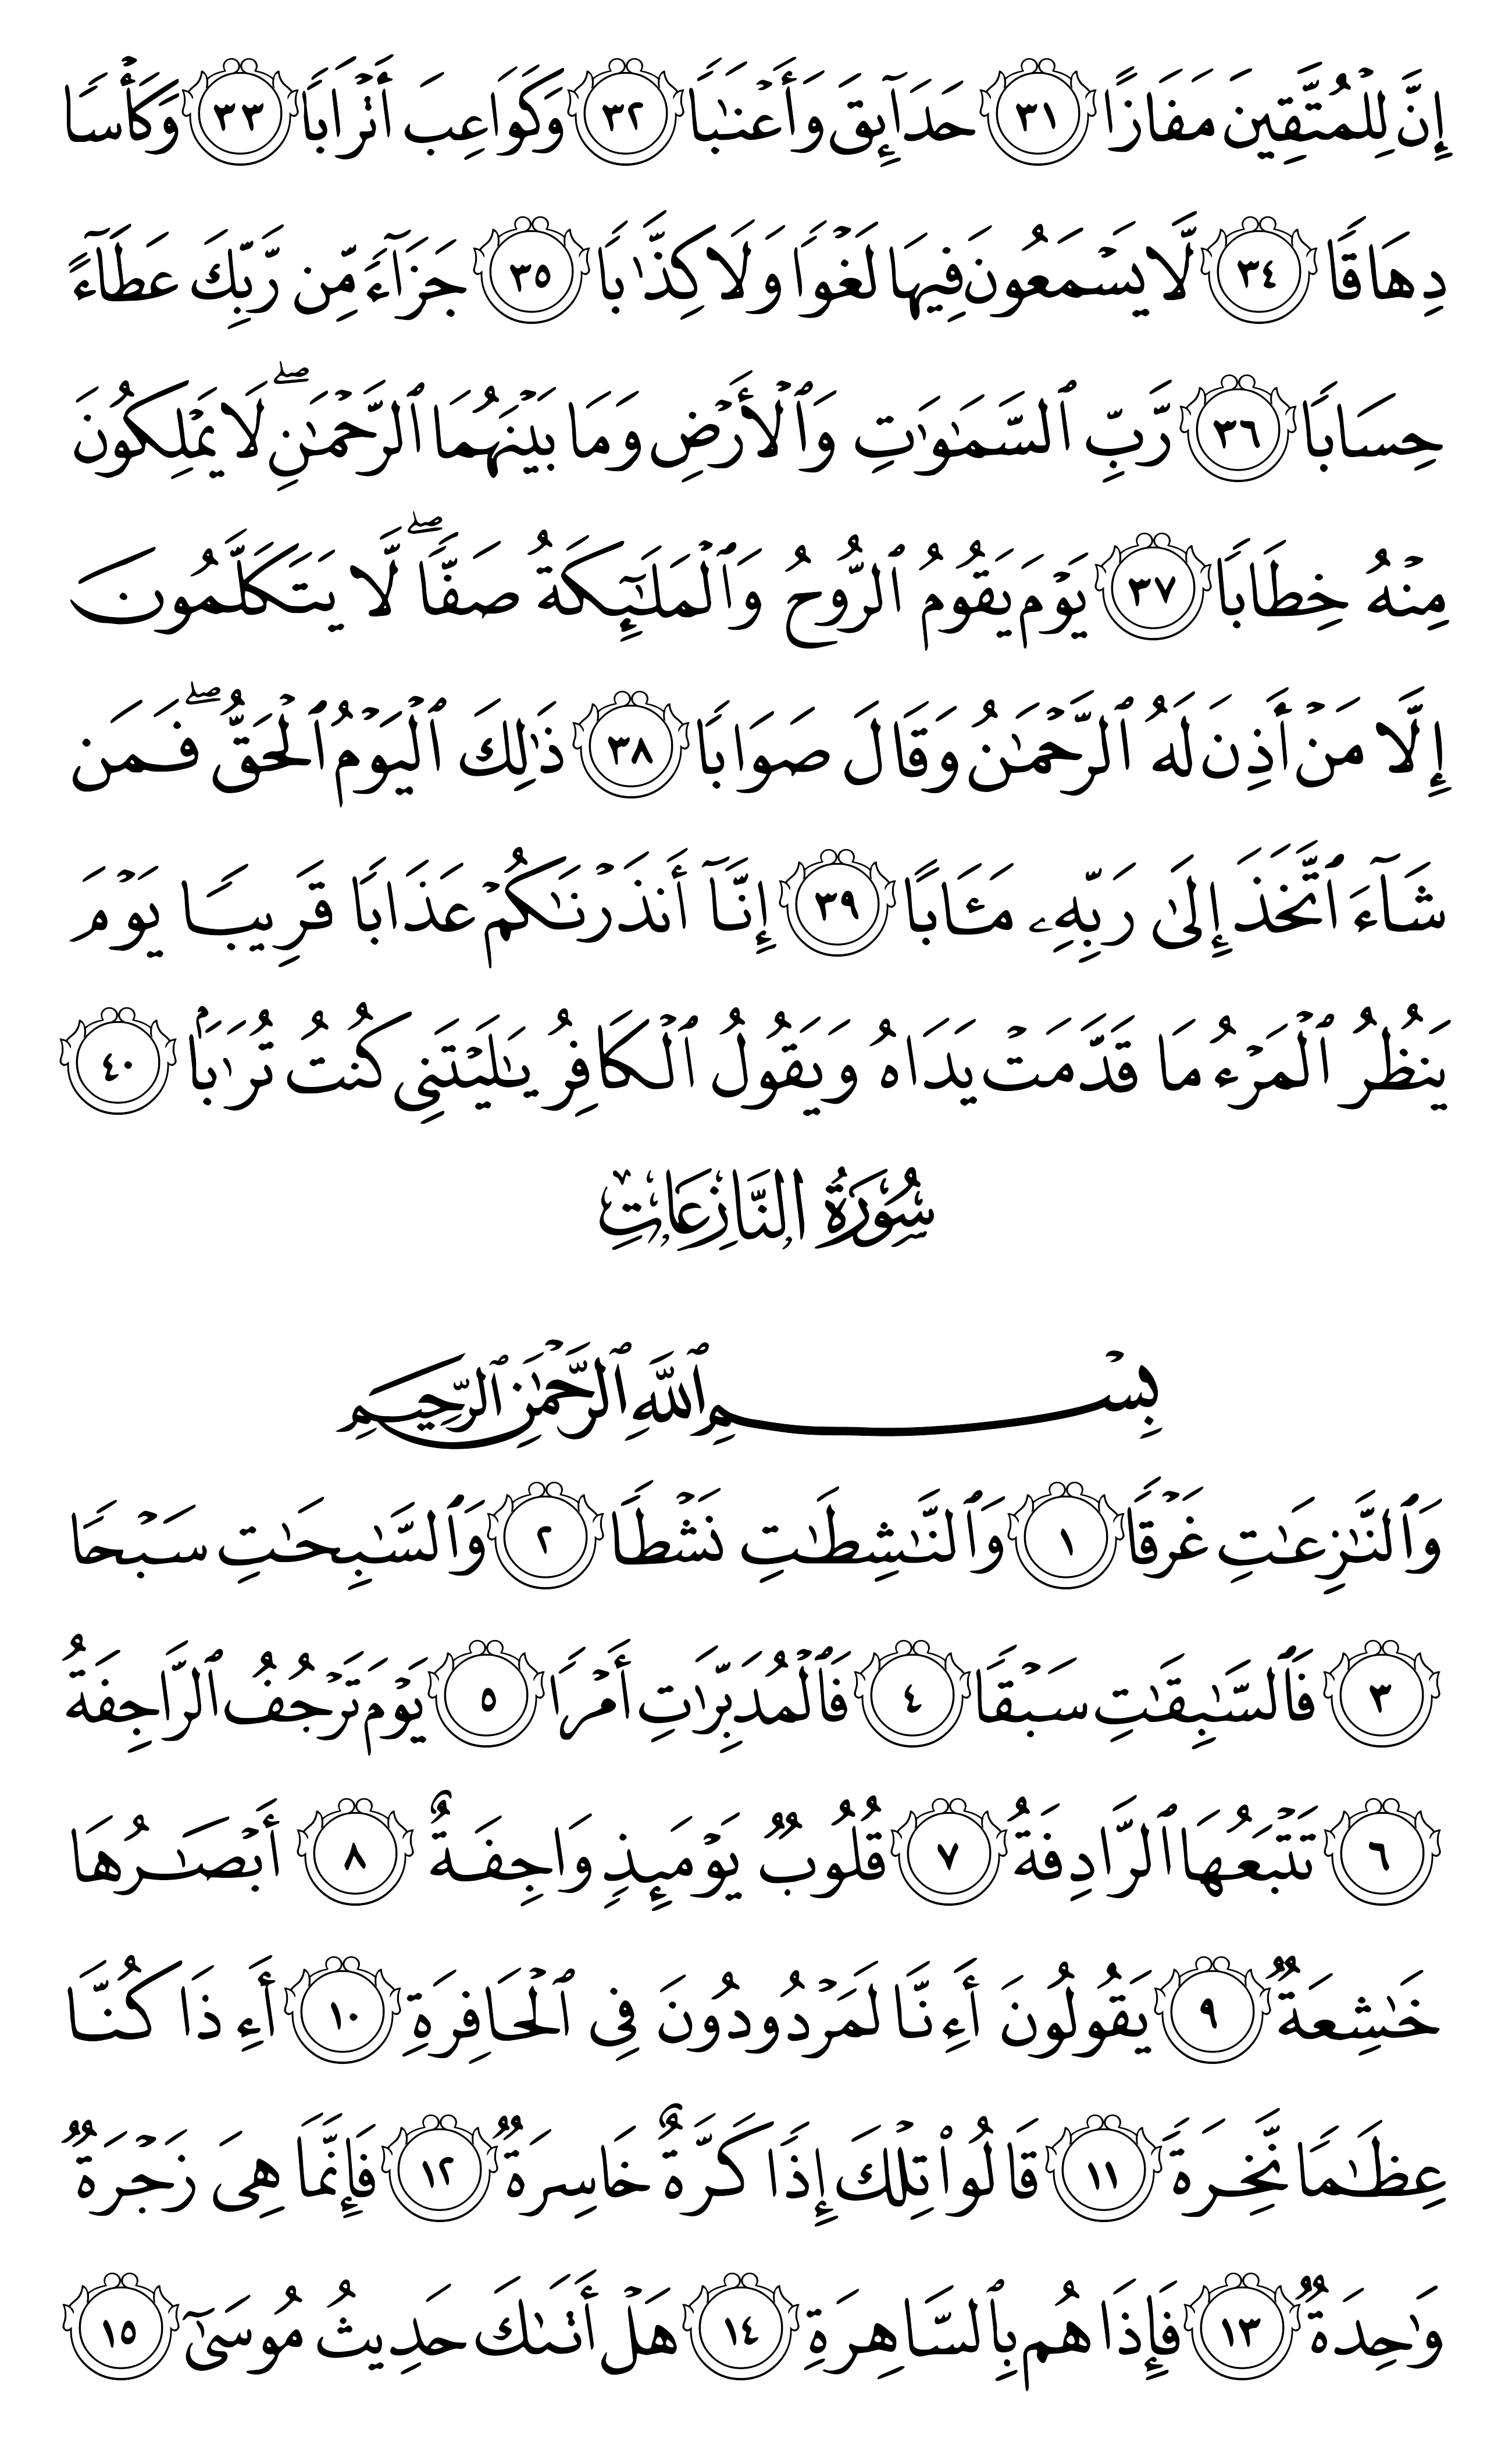 إِنَّ لِلۡمُتَّقِينَ مَفَازًا ٣١ حَدَآئِقَ وَأَعۡنَٰبٗا ٣٢ وَكَوَاعِبَ أَتۡرَابٗا ٣٣ وَكَأۡسٗا
دِهَاقٗا ٣٤ لَّا يَسۡمَعُونَ فِيهَا لَغۡوٗا وَلَا كِذَّٰبٗا ٣٥ جَزَآءٗ مِّن رَّبِّكَ عَطَآءً
حِسَابٗا ٣٦ رَّبِّ ٱلسَّمَٰوَٰتِ وَٱلۡأَرۡضِ وَمَا بَيۡنَهُمَا ٱلرَّحۡمَٰنِۖ لَا يَمۡلِكُونَ
مِنۡهُ خِطَابٗا ٣٧ يَوۡمَ يَقُومُ ٱلرُّوحُ وَٱلۡمَلَٰٓئِكَةُ صَفّٗاۖ لَّا يَتَكَلَّمُونَ
إِلَّا مَنۡ أَذِنَ لَهُ ٱلرَّحۡمَٰنُ وَقَالَ صَوَابٗا ٣٨ ذَٰلِكَ ٱلۡيَوۡمُ ٱلۡحَقُّۖ فَمَن
شَآءَ ٱتَّخَذَ إِلَىٰ رَبِّهِۦ مَـَٔابًا ٣٩ إِنَّآ أَنذَرۡنَٰكُمۡ عَذَابٗا قَرِيبٗا يَوۡمَ
يَنظُرُ ٱلۡمَرۡءُ مَا قَدَّمَتۡ يَدَاهُ وَيَقُولُ ٱلۡكَافِرُ يَٰلَيۡتَنِي كُنتُ تُرَٰبَۢا ٤٠
سُورَةُ النَّازِعَاتِ
بِسۡمِ ٱللَّهِ ٱلرَّحۡمَٰنِ ٱلرَّحِيمِ
وَٱلنَّٰزِعَٰتِ غَرۡقٗا ١ وَٱلنَّٰشِطَٰتِ نَشۡطٗا ٢ وَٱلسَّٰبِحَٰتِ سَبۡحٗا
٣ فَٱلسَّٰبِقَٰتِ سَبۡقٗا ٤ فَٱلۡمُدَبِّرَٰتِ أَمۡرٗا ٥ يَوۡمَ تَرۡجُفُ ٱلرَّاجِفَةُ
٦ تَتۡبَعُهَا ٱلرَّادِفَةُ ٧ قُلُوبٞ يَوۡمَئِذٖ وَاجِفَةٌ ٨ أَبۡصَٰرُهَا
خَٰشِعَةٞ ٩ يَقُولُونَ أَءِنَّا لَمَرۡدُودُونَ فِي ٱلۡحَافِرَةِ ١٠ أَءِذَا كُنَّا
عِظَٰمٗا نَّخِرَةٗ ١١ قَالُواْ تِلۡكَ إِذٗا كَرَّةٌ خَاسِرَةٞ ١٢ فَإِنَّمَا هِيَ زَجۡرَةٞ
وَٰحِدَةٞ ١٣ فَإِذَا هُم بِٱلسَّاهِرَةِ ١٤ هَلۡ أَتَىٰكَ حَدِيثُ مُوسَىٰٓ ١٥